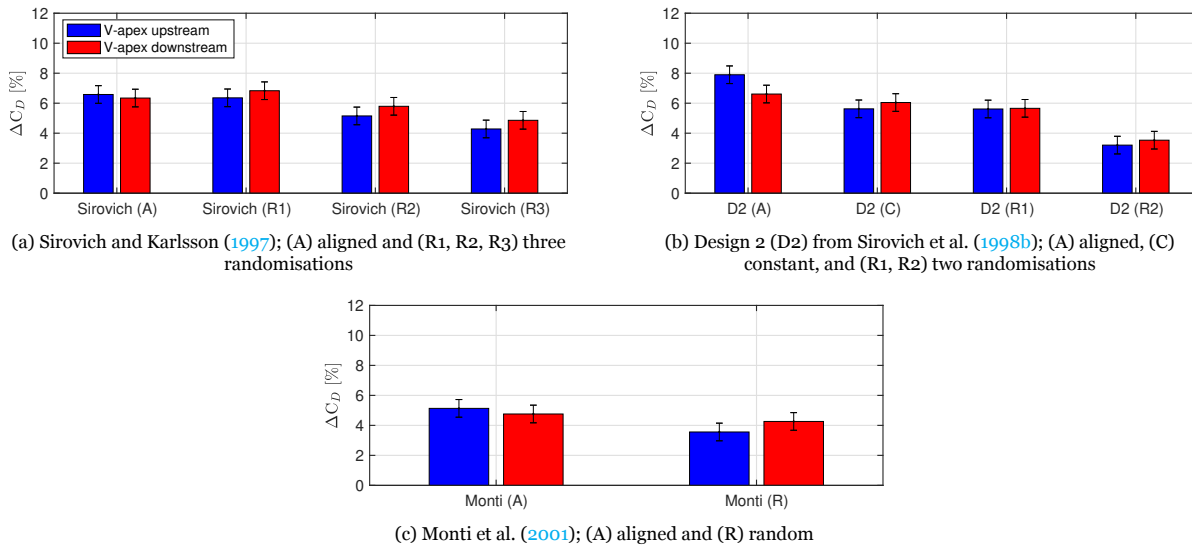 12
10
8
6
4
2
0
ΔC_D [%]
V-apex upstream
V-apex downstream
Sirovich (A) Sirovich (R1) Sirovich (R2) Sirovich (R3)
(a) Sirovich and Karlsson (1997); (A) aligned and (R1, R2, R3) three
randomisations
12
10
8
6
4
2
0
ΔC_D [%]
D2 (A) D2 (C) D2 (R1) D2 (R2)
(b) Design 2 (D2) from Sirovich et al. (1998b); (A) aligned, (C)
constant, and (R1, R2) two randomisations
12
10
8
6
4
2
0
ΔC_D [%]
Monti (A) Monti (R)
(c) Monti et al. (2001); (A) aligned and (R) random